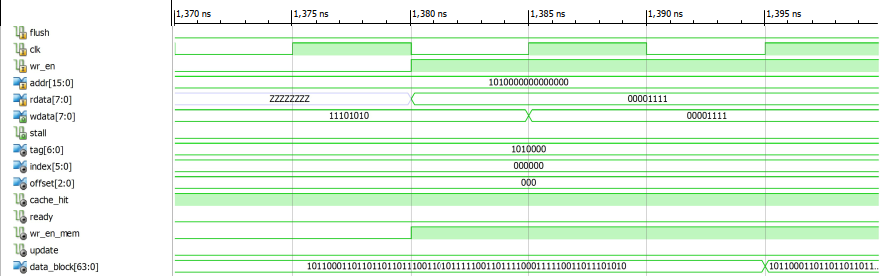 1,370 ns 1,375 ns 1,380 ns 1,385 ns 1,390 ns 1,395 ns
flush
clk
wr_en
addr[15:0] 1010000000000000
rdata[7:0] ZZZZZZZZ 00001111
wdata[7:0] 11101010 00001111
stall
tag[6:0] 1010000
index[5:0] 000000
offset[2:0] 000
cache_hit
ready
wr_en_mem
update
data_block[63:0] 1011000110110110110111001101011111001101111000111110011011101010 101100011011011011011...